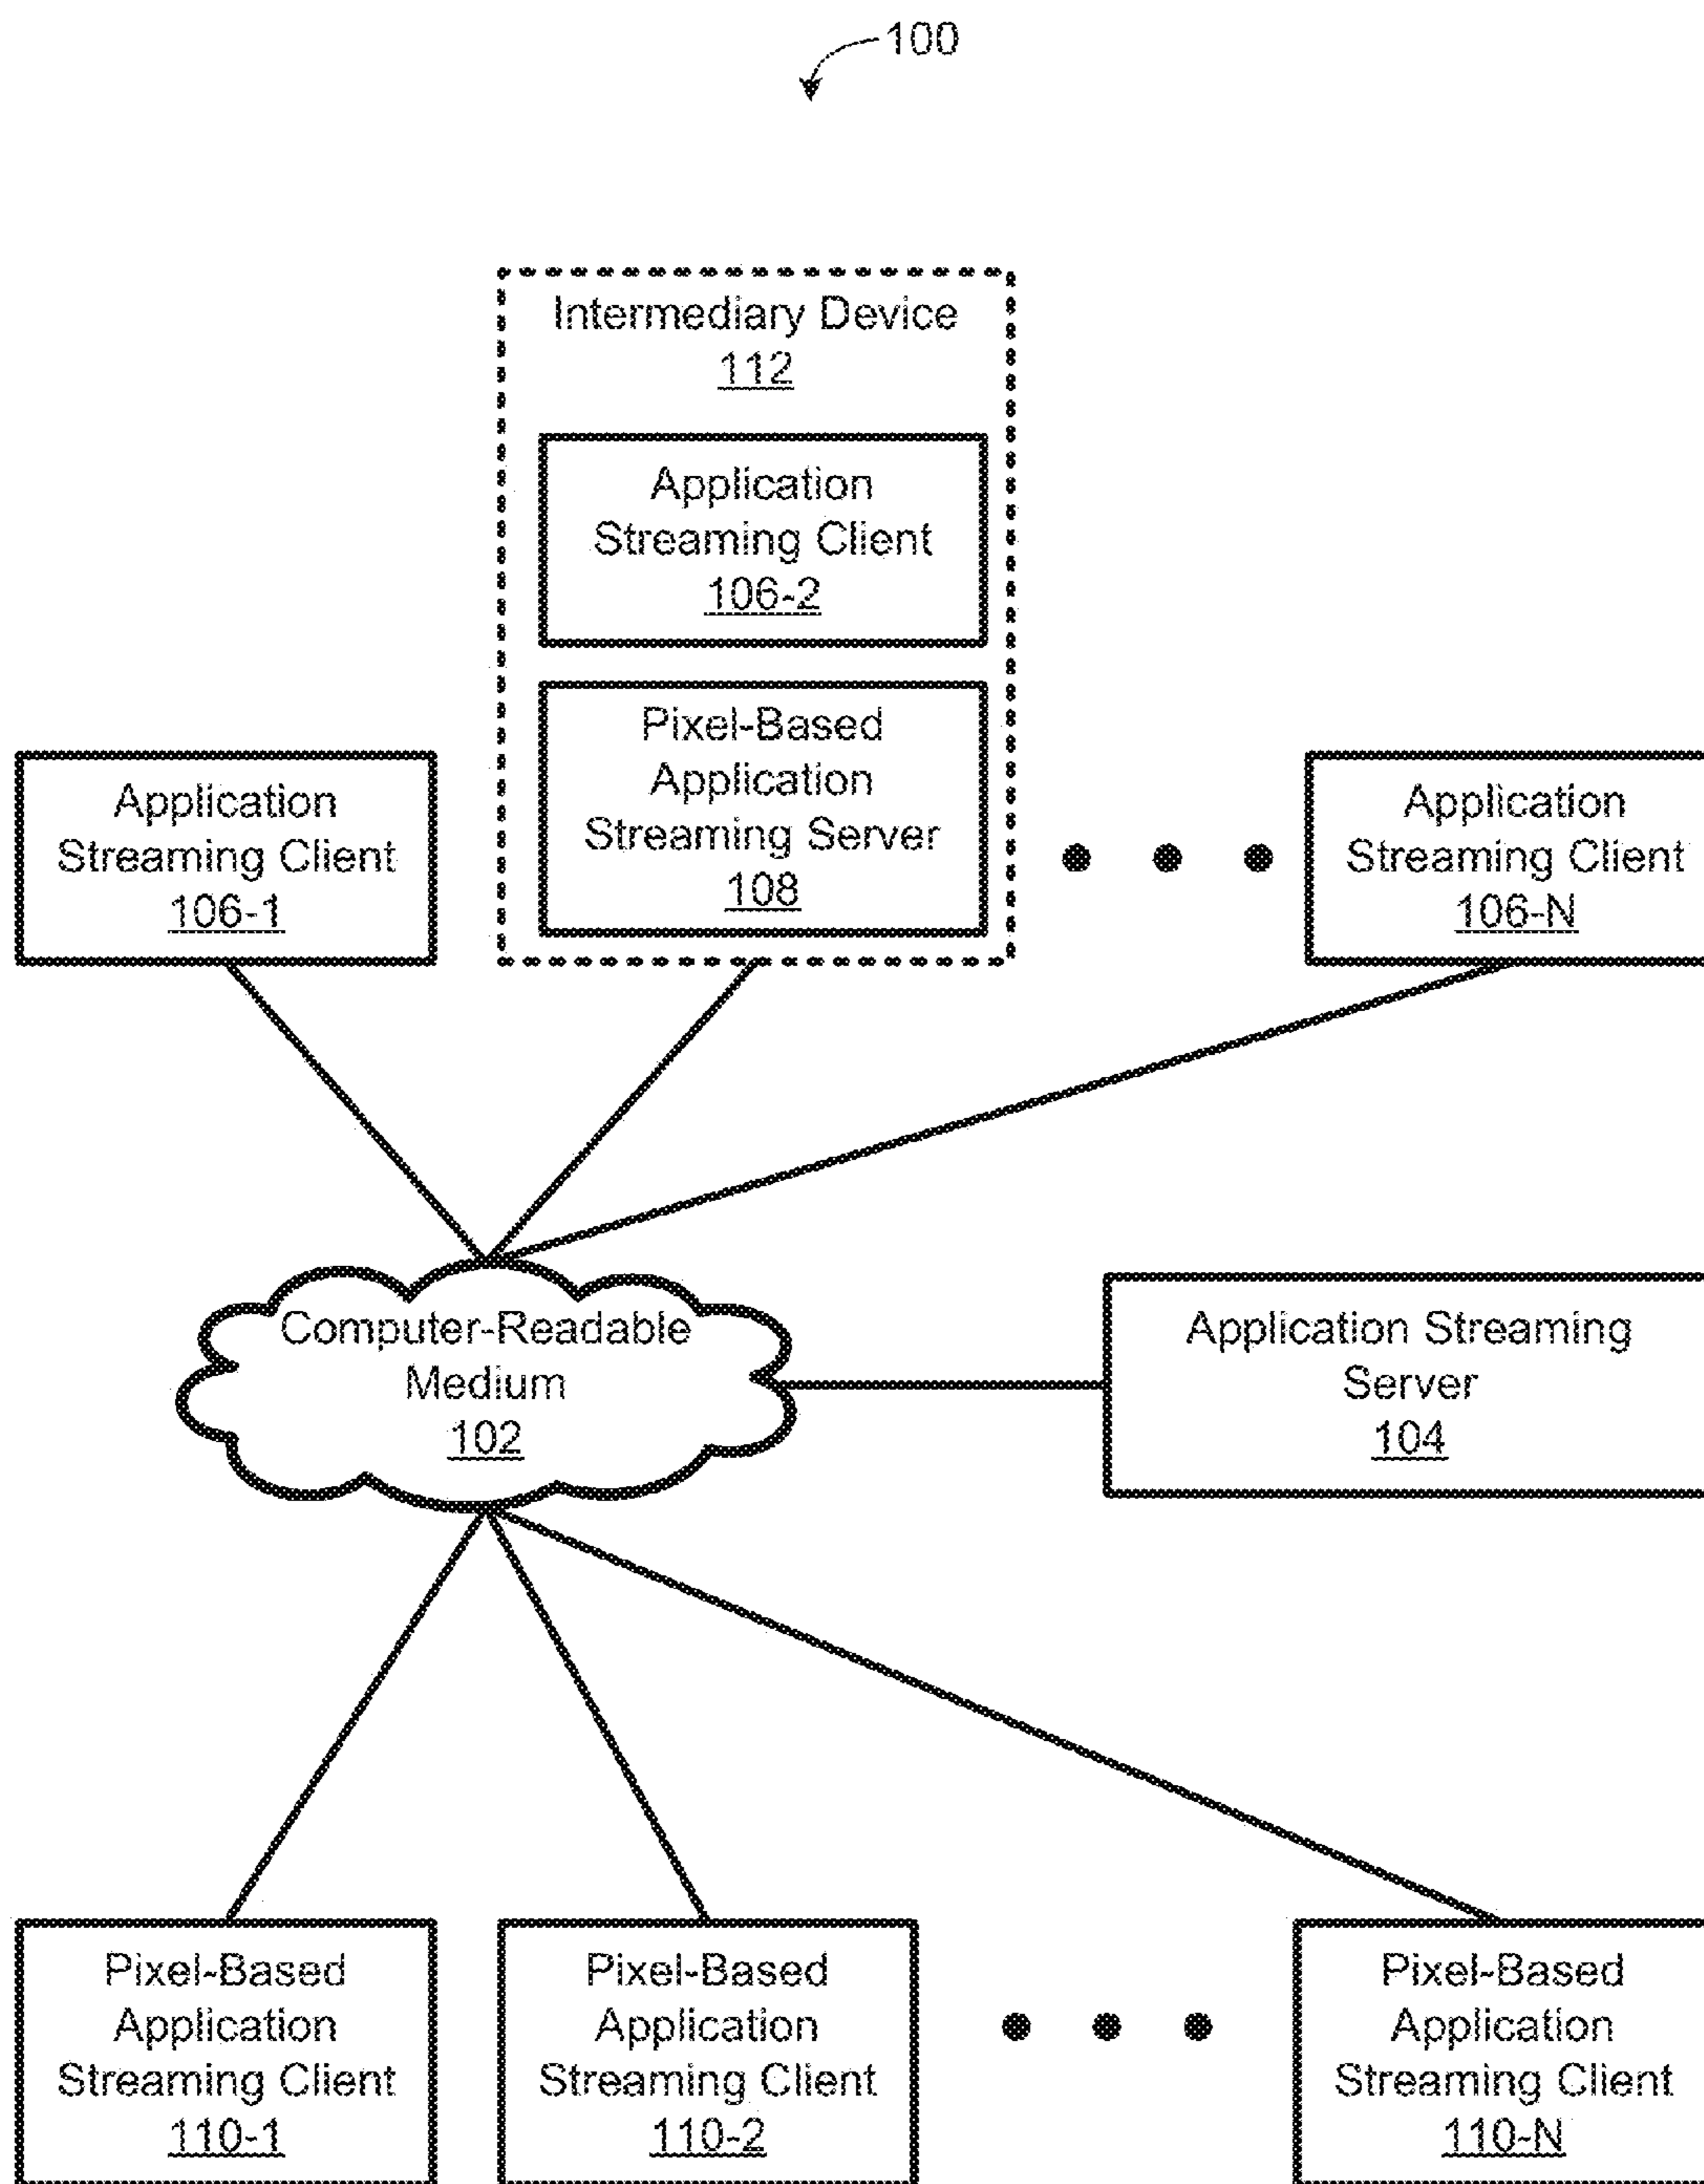 100
Intermediary Device
112
Application
Streaming Client
106-2
Pixel-Based
Application
Streaming Server
108
Application
Streaming Client
106-1
Application
Streaming Client
106-N
Computer-Readable
Medium
102
Application Streaming
Server
104
Pixel-Based
Application
Streaming Client
110-1
Pixel-Based
Application
Streaming Client
110-2
Pixel-Based
Application
Streaming Client
110-N